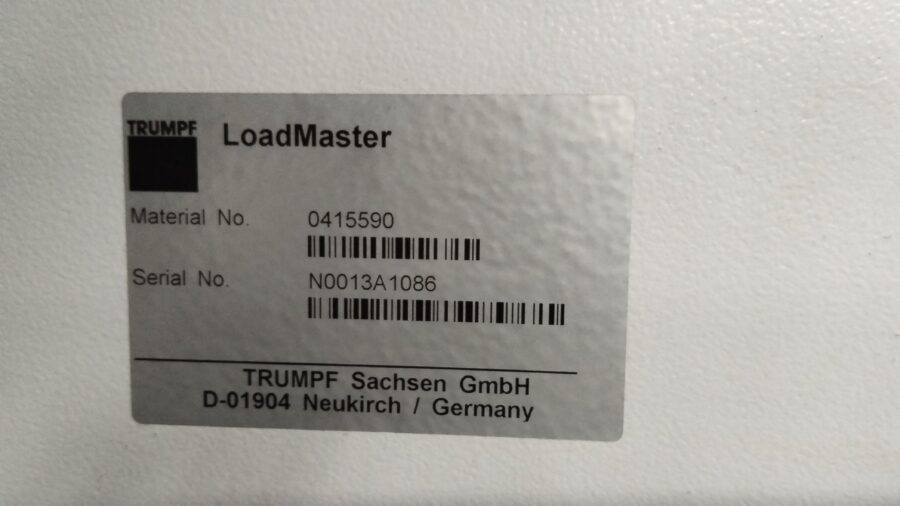 TRUMPF
LoadMaster
Material No. 0415590
Serial No. N0013A1086
TRUMPF Sachsen GmbH
D-01904 Neukirch / Germany